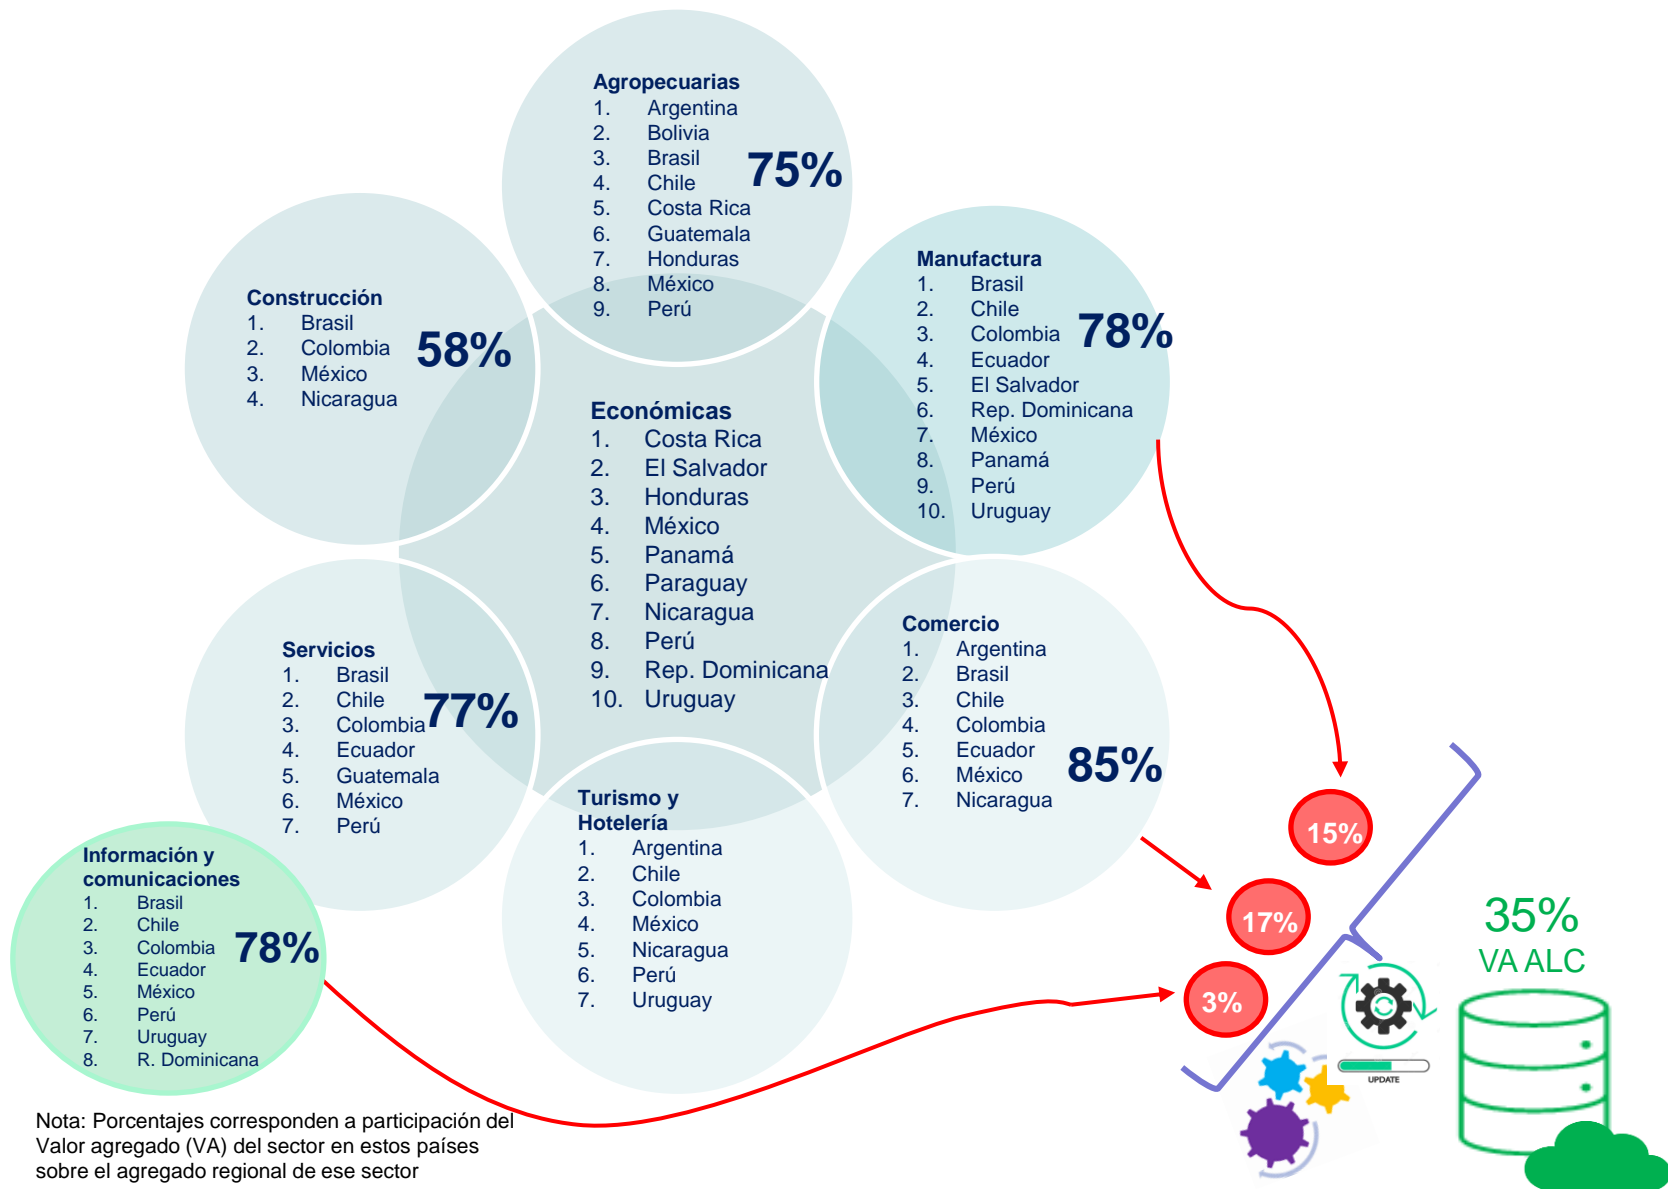 Agropecuarias
1. Argentina
2. Bolivia
3. Brasil
4. Chile
5. Costa Rica
6. Guatemala
7. Honduras
8. México
9. Perú
75%
Manufactura
1. Brasil
2. Chile
3. Colombia
4. Ecuador
5. El Salvador
6. Rep. Dominicana
7. México
8. Panamá
9. Perú
10. Uruguay
78%
Construcción
1. Brasil
2. Colombia
3. México
4. Nicaragua
58%
Económicas
1. Costa Rica
2. El Salvador
3. Honduras
4. México
5. Panamá
6. Paraguay
7. Nicaragua
8. Perú
9. Rep. Dominicana
10. Uruguay
Comercio
1. Argentina
2. Brasil
3. Chile
4. Colombia
5. Ecuador
6. México
7. Nicaragua
85%
Servicios
1. Brasil
2. Chile
3. Colombia
4. Ecuador
5. Guatemala
6. México
7. Perú
77%
Turismo y
Hotelería
1. Argentina
2. Chile
3. Colombia
4. México
5. Nicaragua
6. Perú
7. Uruguay
Información y
comunicaciones
1. Brasil
2. Chile
3. Colombia
4. Ecuador
5. México
6. Perú
7. Uruguay
8. R. Dominicana
78%
15%
17%
3%
35%
VA ALC
UPDATE
Nota: Porcentajes corresponden a participación del
Valor agregado (VA) del sector en estos países
sobre el agregado regional de ese sector